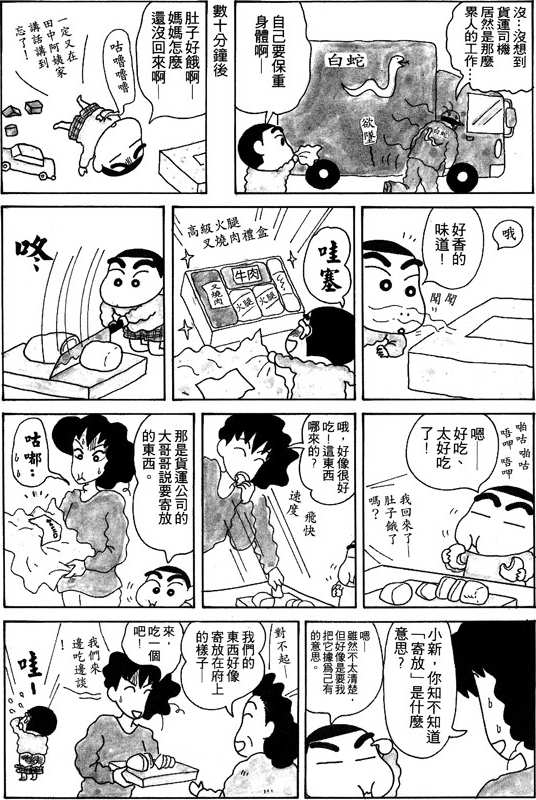 沒…沒想到
貨運司機
居然是那麼
累人的工作…
自己要保重
身體啊—
白蛇
欲墜
白蛇
數十分鐘後
肚子好餓啊—
媽媽怎麼
還沒回來啊
咕嚕嚕嚕
一定又在
田中阿姨家
講話講到
忘了!
哦
好香的
味道!
聞聞
哇塞
高級火腿
叉燒肉禮盒
牛肉
叉燒肉
火腿
火腿
咚
啪咕 啪咕
唔呷 唔呷
嗯—
好吃、
太好吃
了!
我回來了—
肚子餓了
嗎?
哦,好像很好
吃!這東西
哪來的?
飛快
速度
那是貨運公司的
大哥哥說要寄放
的東西。
咕嘟…
小新,你知不知道
「寄放」是什麼
意思?
嗯—
雖然不太清楚,
但好像是要我
把它據為己有
的意思。
對不起—
我們的
東西好像
寄放在府上
的樣子—
來,
吃一個
吧!
我們來
邊吃邊談
!
哇—